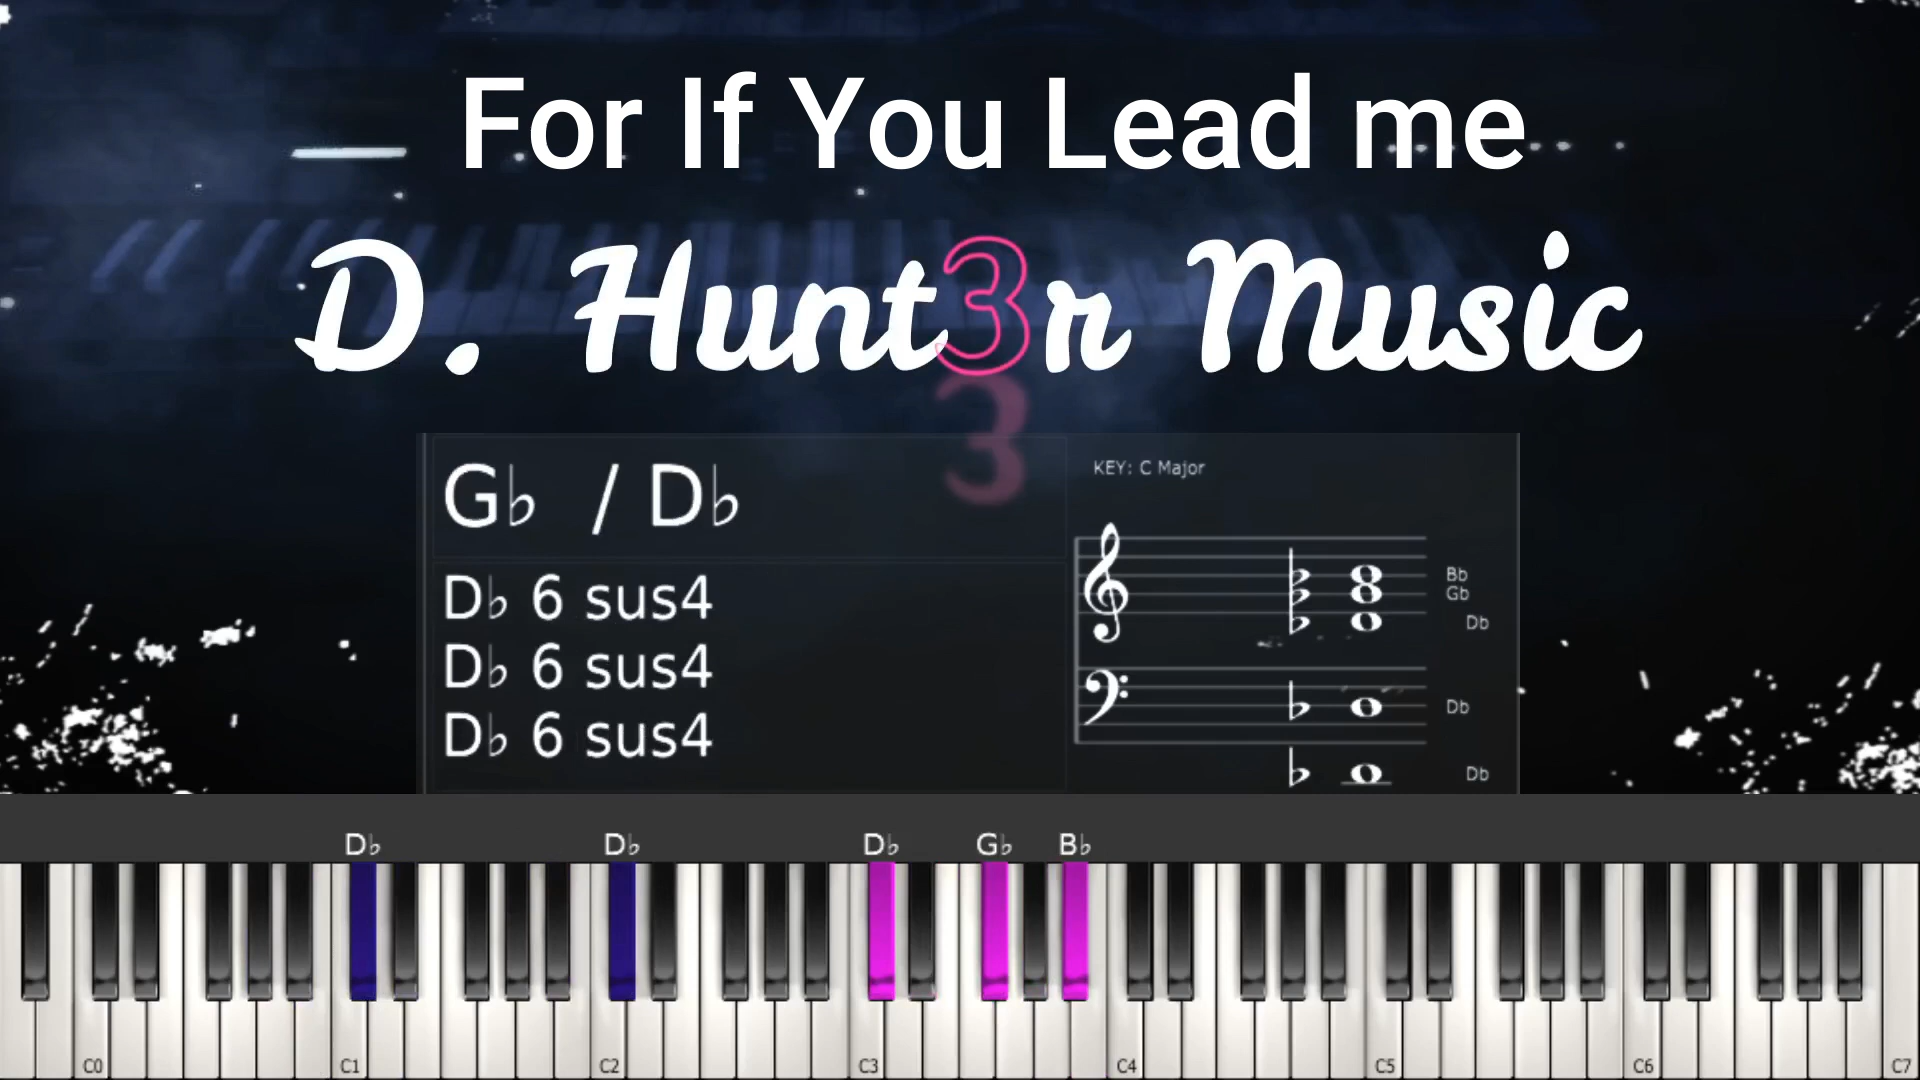 For If You Lead me
D. Hunt3r Music
3
G♭ / D♭
D♭ 6 sus4
D♭ 6 sus4
D♭ 6 sus4
KEY: C Major
Bb
Gb
Db
Db
Db
D♭ D♭ D♭ G♭ B♭
C0 C1 C2 C3 C4 C5 C6 C7